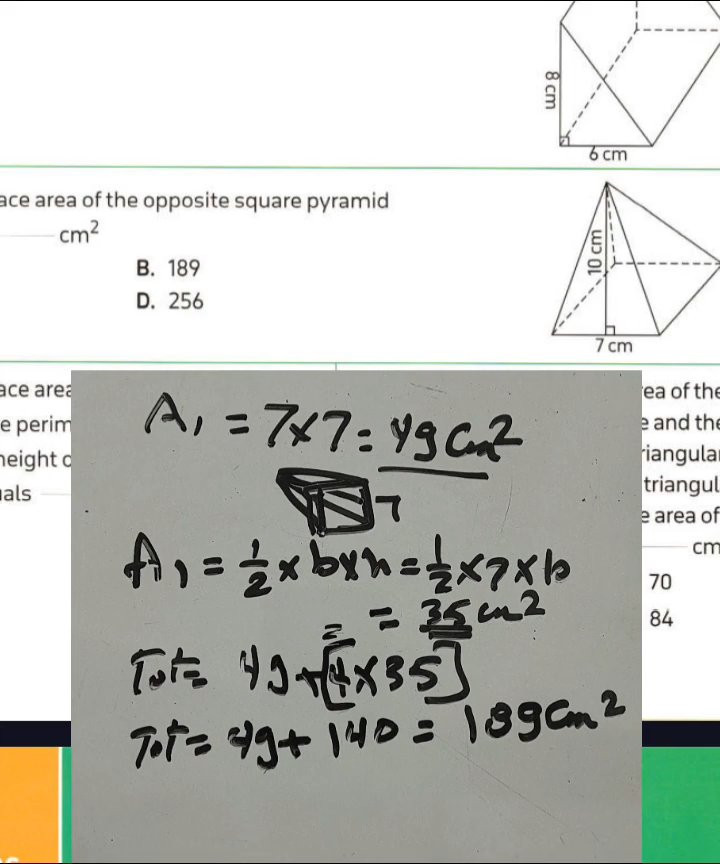 8 cm
6 cm
ace area of the opposite square pyramid
cm²
B. 189
D. 256
10 cm
7 cm
ace area
e perim
height o
als
ea of the
e and the
riangular
triangul
e area of
cm
70
84
A₁ = 7×7 = 49 cm²
7
A₁ = 1/2 × b×h = 1/2 ×7×10
= = 35 cm²
Tot= 49+[4×35]
Tot= 49+ 140 = 189 cm²